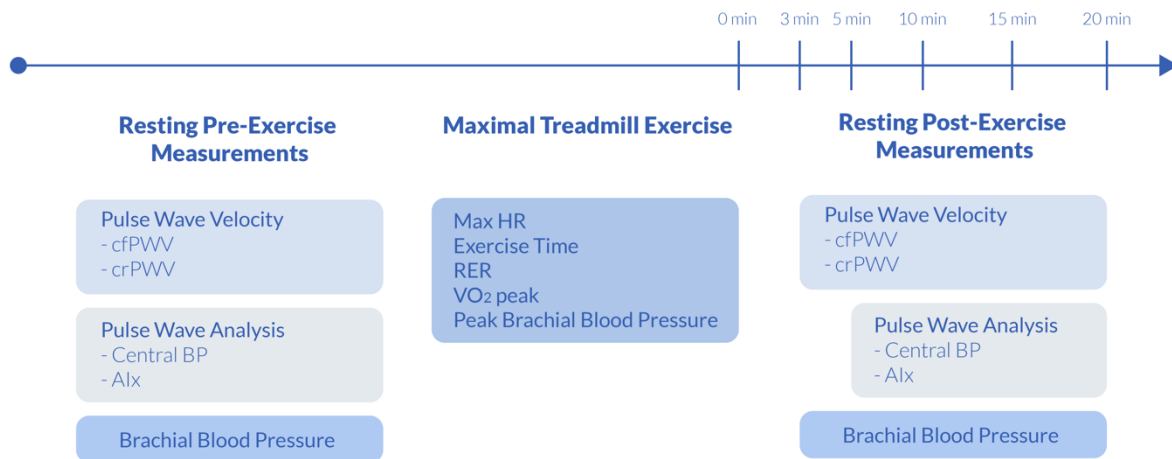 0 min 3 min 5 min 10 min 15 min 20 min
Resting Pre-Exercise
Measurements
Pulse Wave Velocity
- cfPWV
- crPWV
Pulse Wave Analysis
- Central BP
- AIx
Brachial Blood Pressure
Maximal Treadmill Exercise
Max HR
Exercise Time
RER
VO2 peak
Peak Brachial Blood Pressure
Resting Post-Exercise
Measurements
Pulse Wave Velocity
- cfPWV
- crPWV
Pulse Wave Analysis
- Central BP
- AIx
Brachial Blood Pressure